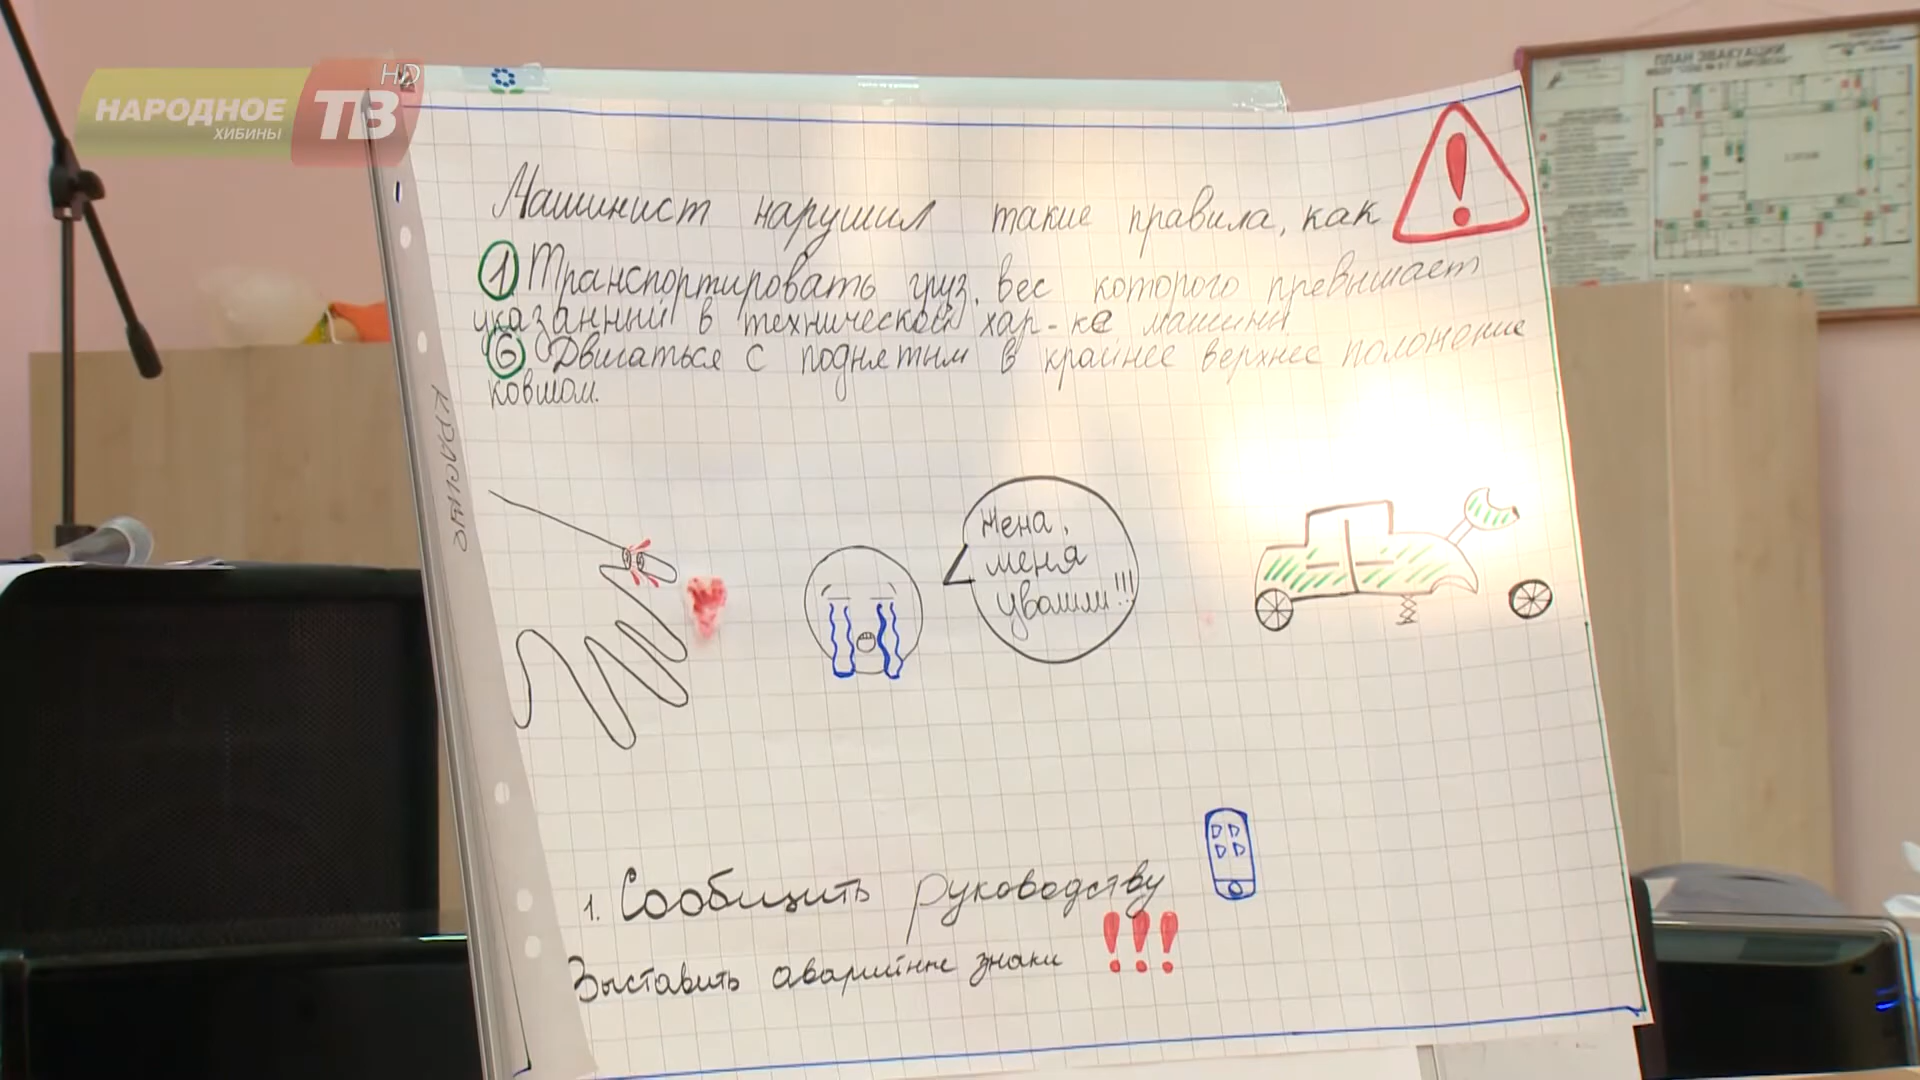 НАРОДНОЕ ТВ HD
ХИБИНЫ
ПЛАН ЭВАКУАЦИИ
Машинист нарушил такие правила, как
1 Транспортировать груз, вес которого превышает
указанный в технической хар-ке машины
6 Двигаться с поднятым в крайнее верхнее положение
ковшом.
Жена,
меня
уволили!!!
1. Сообщить руководству
Выставить аварийные знаки !!!